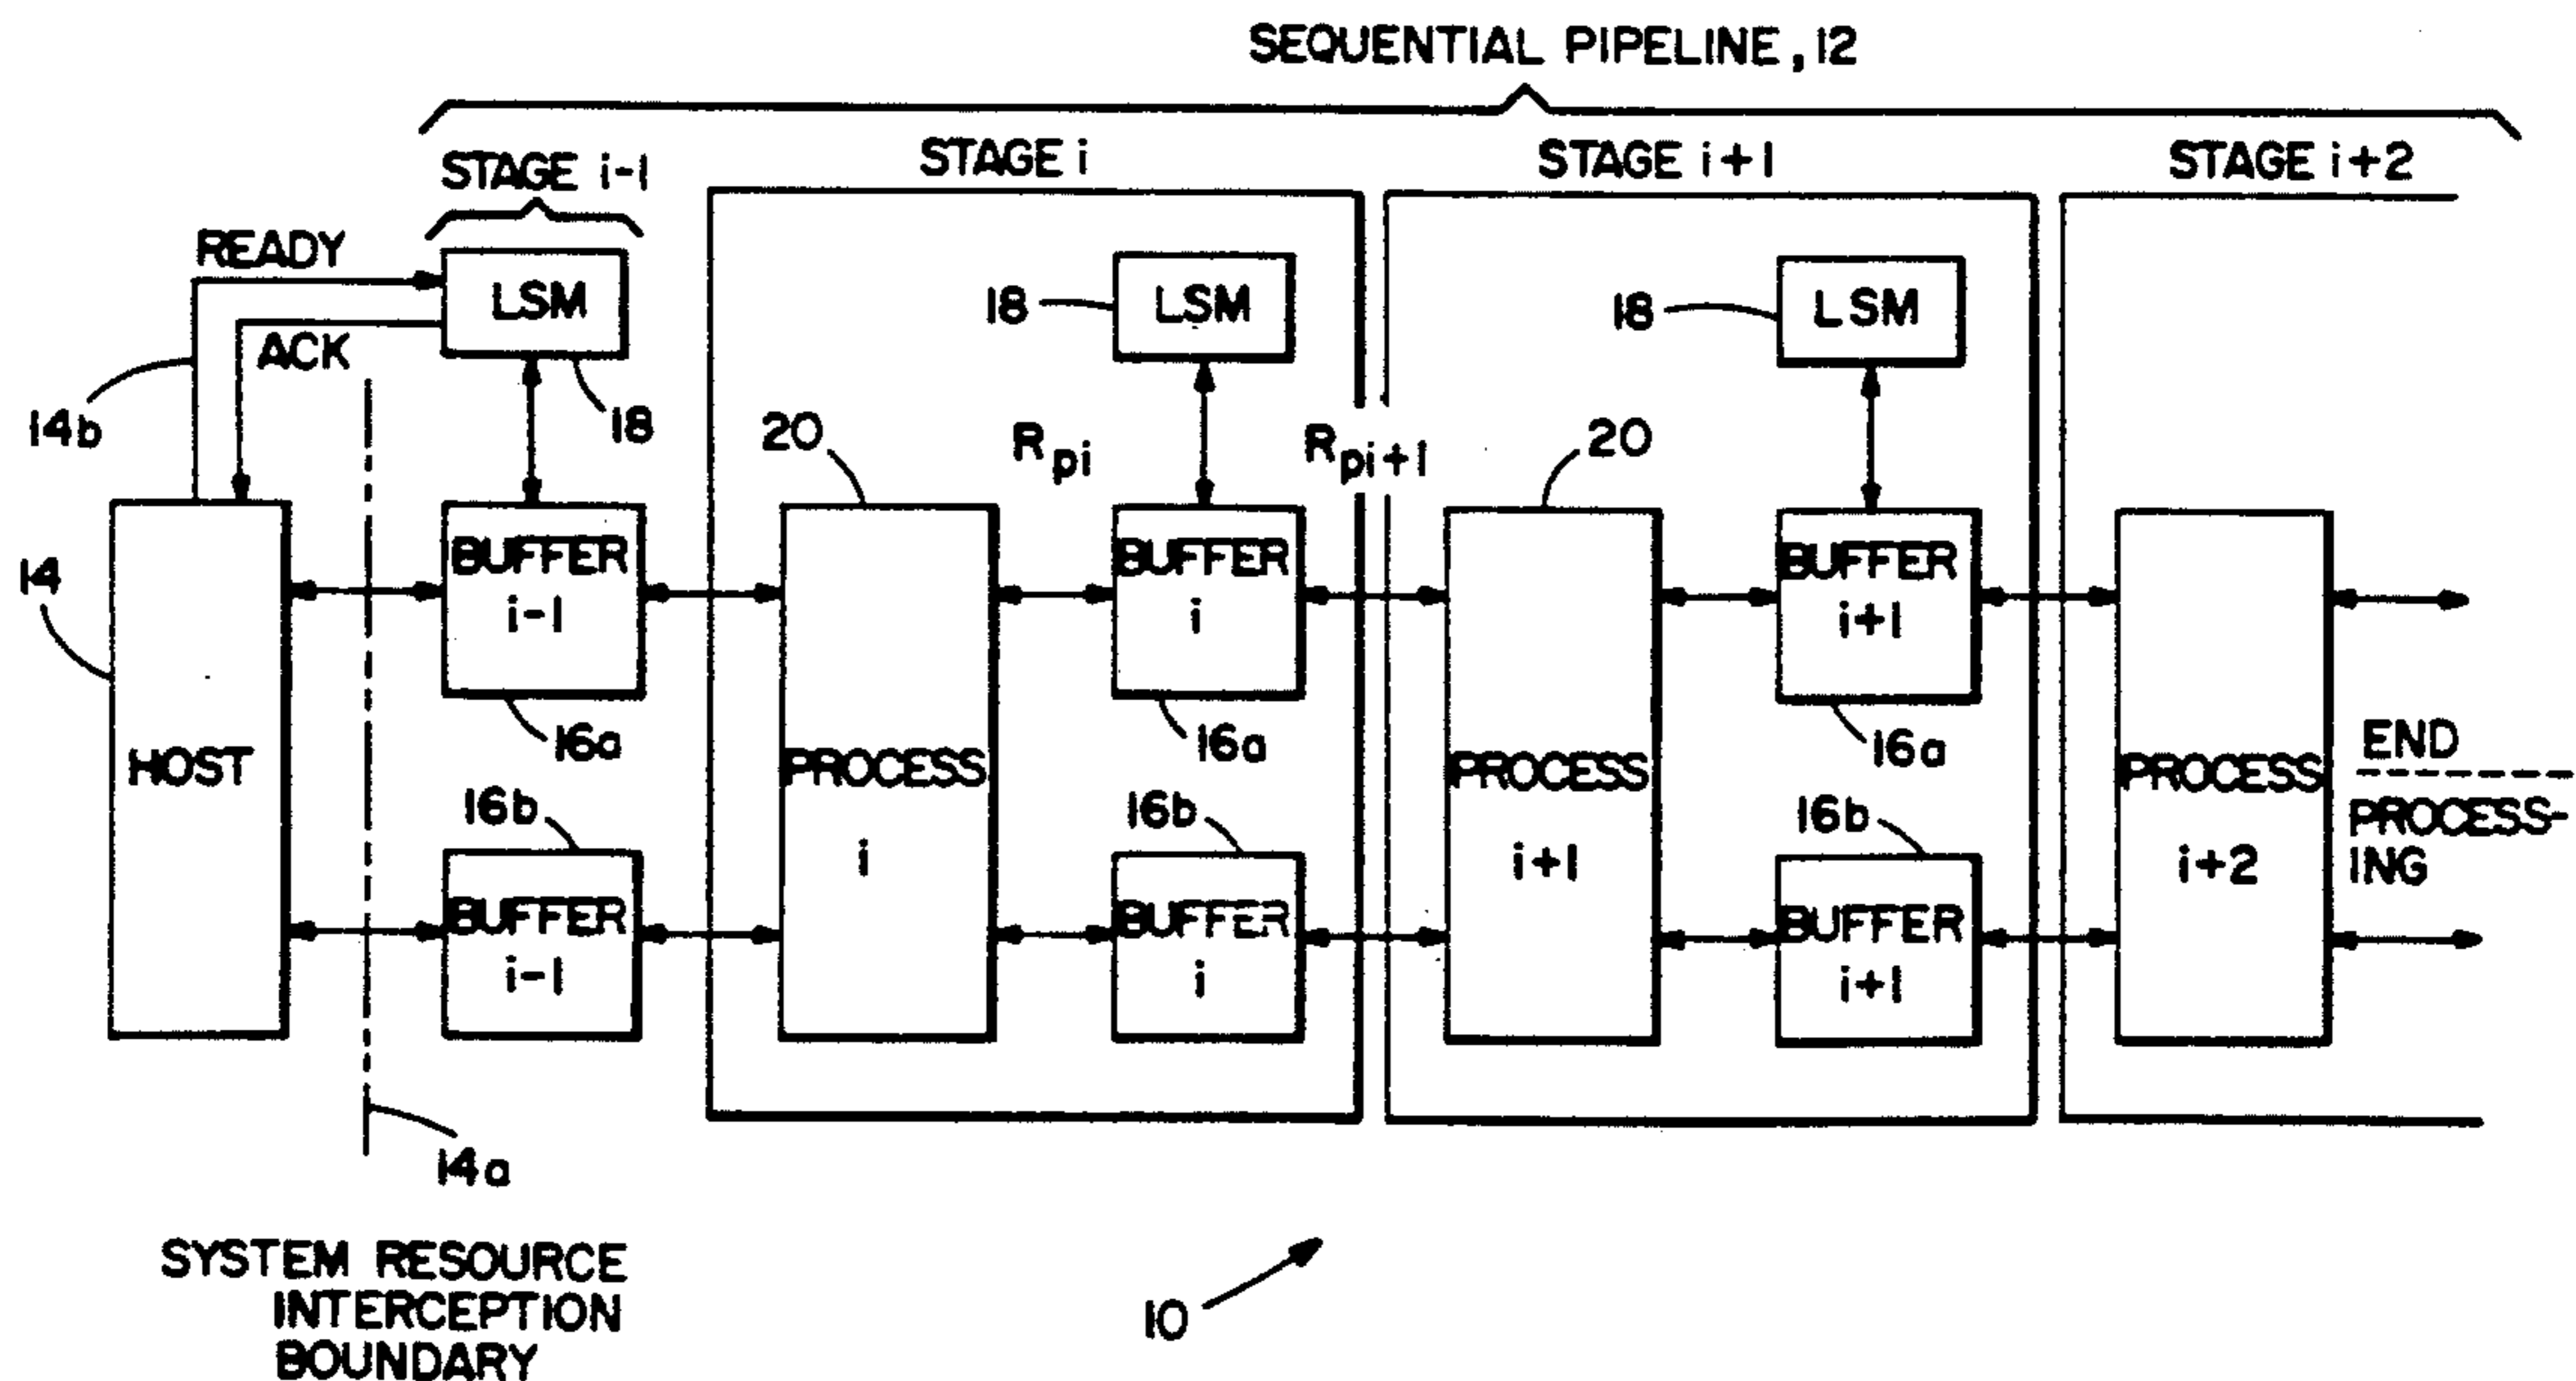 SEQUENTIAL PIPELINE, 12
STAGE i-1
STAGE i
STAGE i+1
STAGE i+2
READY
ACK
LSM
18
14b
18
LSM
18
LSM
20
Rpi
Rpi+1
20
14
HOST
BUFFER
i-1
16a
16b
BUFFER
i-1
PROCESS
i
BUFFER
i
16a
16b
BUFFER
i
PROCESS
i+1
BUFFER
i+1
16a
16b
BUFFER
i+1
PROCESS
i+2
END
PROCESS-
ING
14a
SYSTEM RESOURCE
INTERCEPTION
BOUNDARY
10